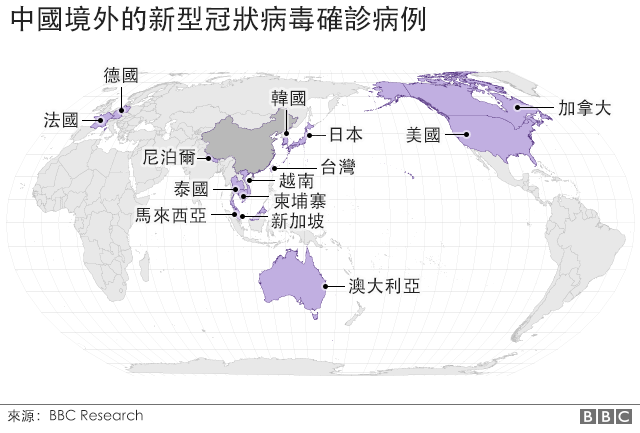 中國境外的新型冠狀病毒確診病例
德國
法國
韓國
加拿大
日本
美國
尼泊爾
台灣
越南
泰國
柬埔寨
馬來西亞
新加坡
澳大利亞
來源：BBC Research
BBC